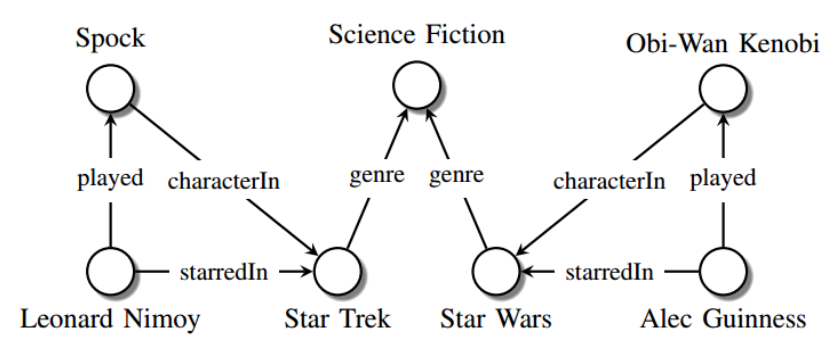 Spock
Science Fiction
Obi-Wan Kenobi
played
characterIn
genre
genre
characterIn
played
starredIn
starredIn
Leonard Nimoy
Star Trek
Star Wars
Alec Guinness